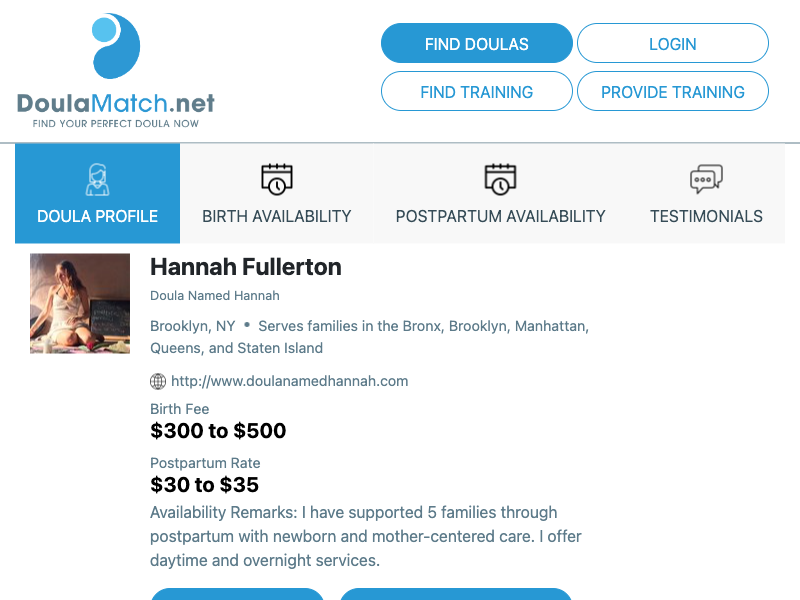 DoulaMatch.net
FIND YOUR PERFECT DOULA NOW
FIND DOULAS
LOGIN
FIND TRAINING
PROVIDE TRAINING
DOULA PROFILE
BIRTH AVAILABILITY
POSTPARTUM AVAILABILITY
TESTIMONIALS
Hannah Fullerton
Doula Named Hannah
Brooklyn, NY • Serves families in the Bronx, Brooklyn, Manhattan,
Queens, and Staten Island
http://www.doulanamedhannah.com
Birth Fee
$300 to $500
Postpartum Rate
$30 to $35
Availability Remarks: I have supported 5 families through
postpartum with newborn and mother-centered care. I offer
daytime and overnight services.